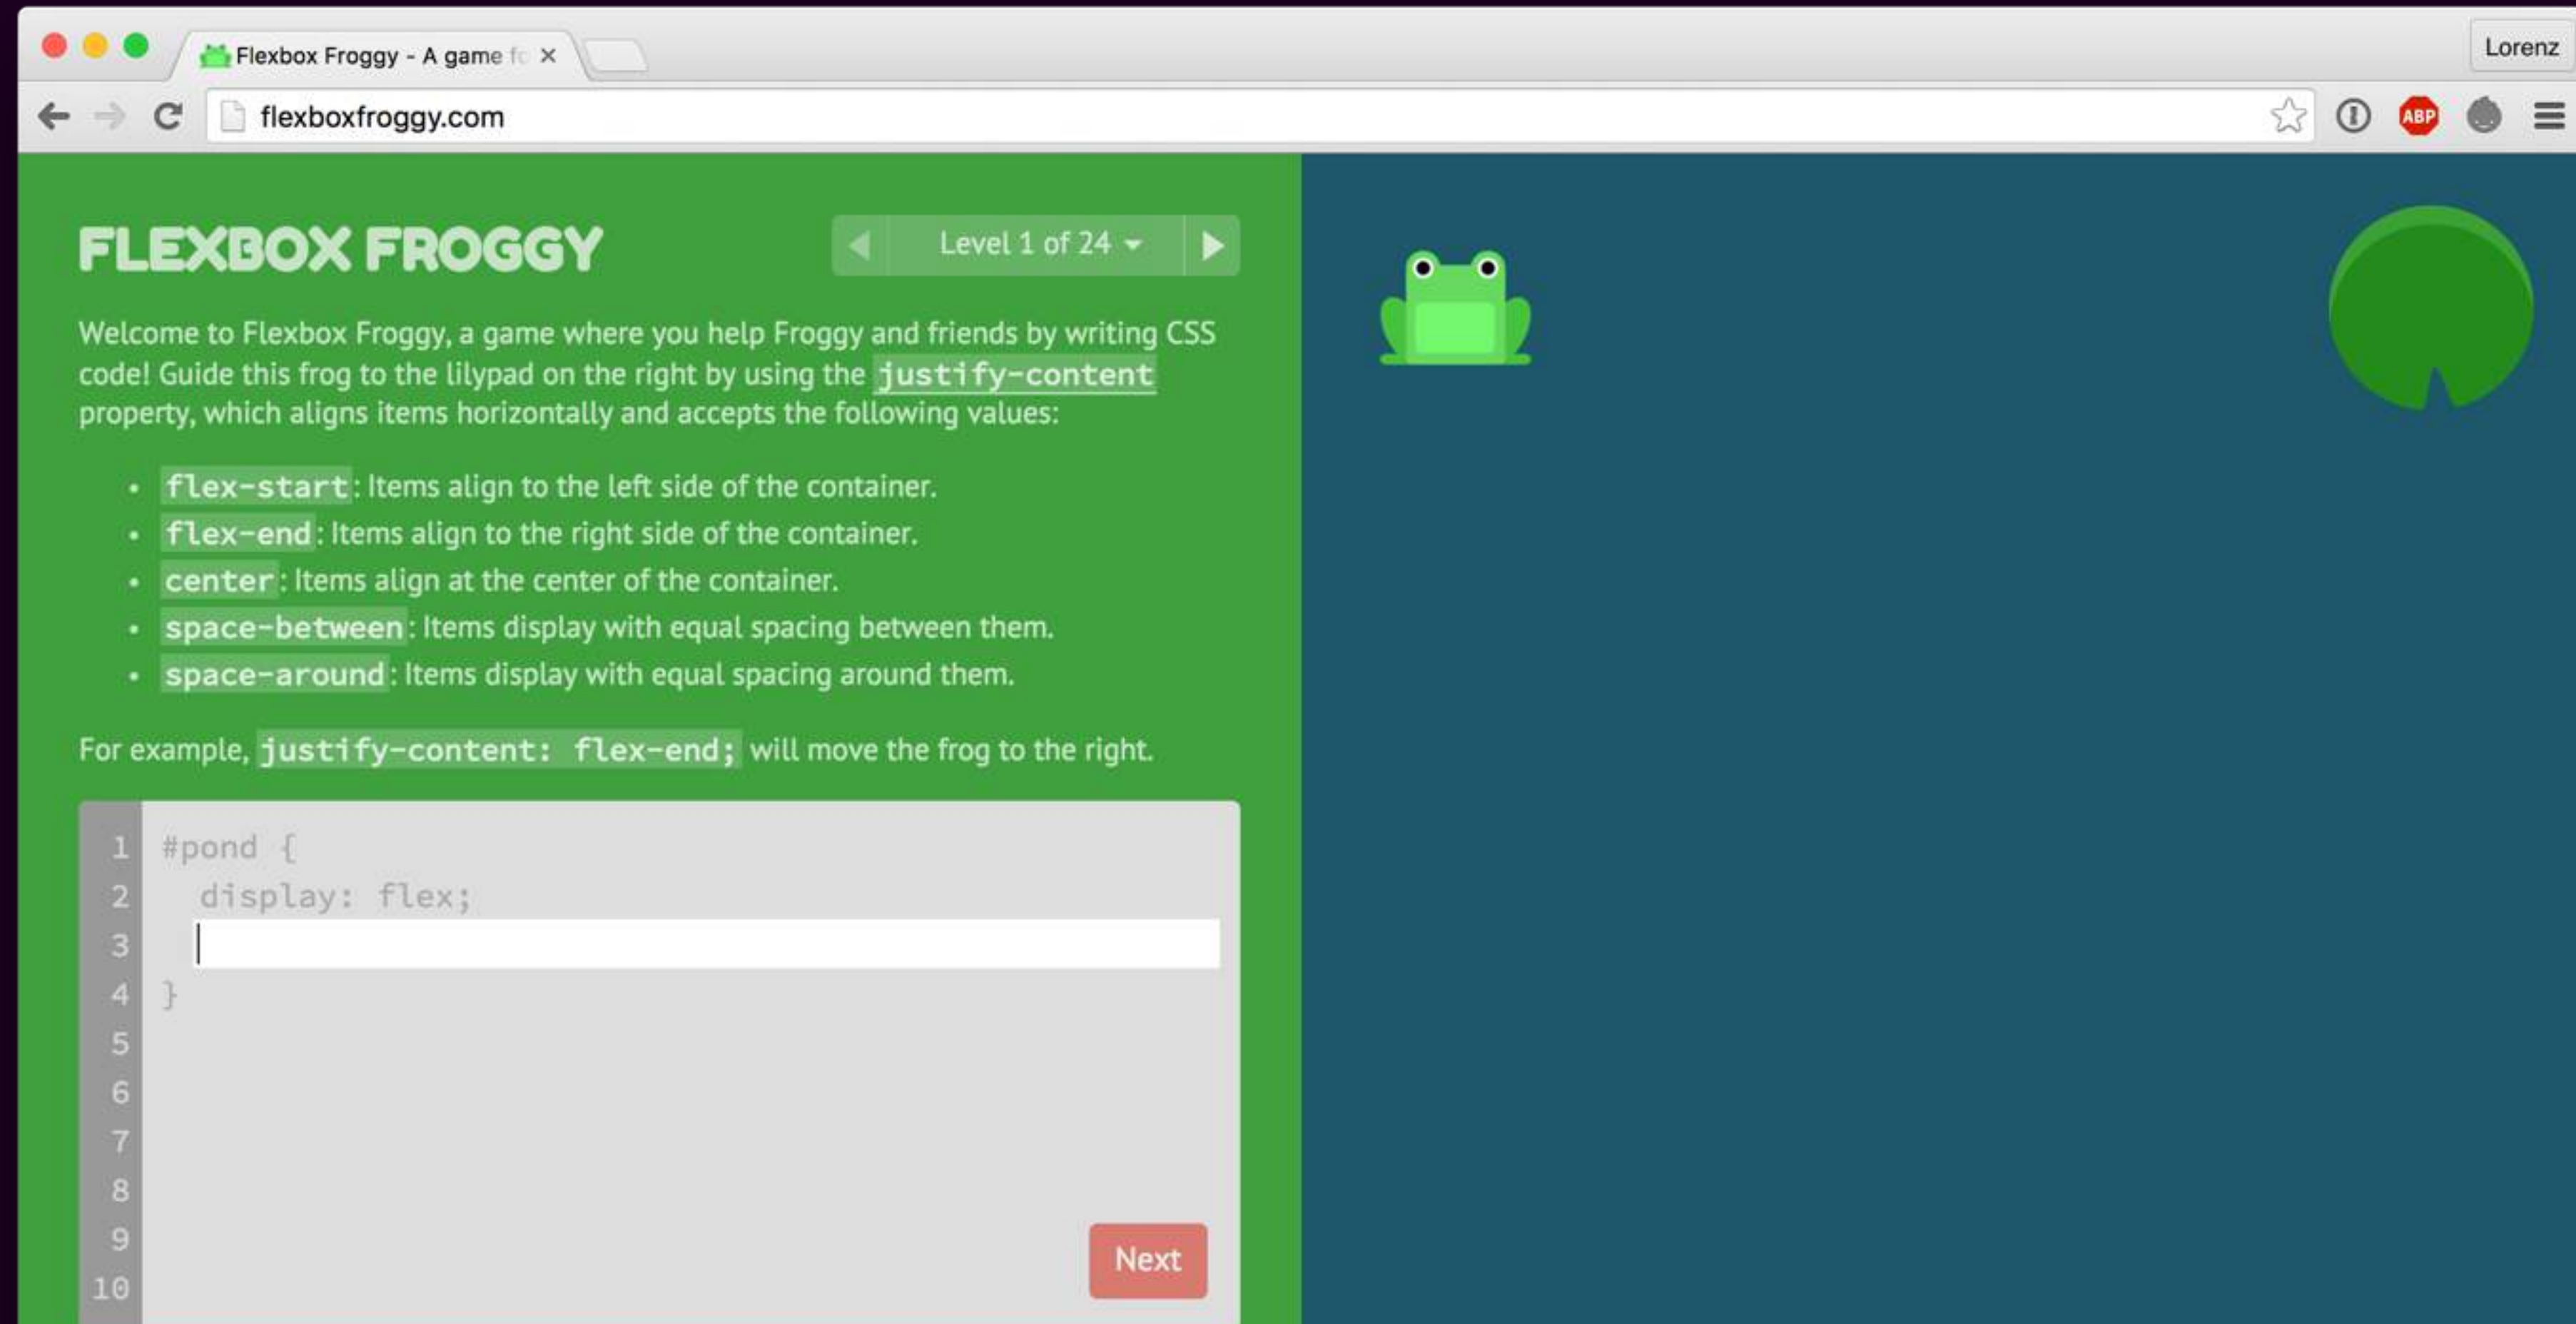 Flexbox Froggy - A game fo
Lorenz
flexboxfroggy.com
ABP
FLEXBOX FROGGY
Level 1 of 24
Welcome to Flexbox Froggy, a game where you help Froggy and friends by writing CSS
code! Guide this frog to the lilypad on the right by using the justify-content
property, which aligns items horizontally and accepts the following values:
• flex-start: Items align to the left side of the container.
• flex-end: Items align to the right side of the container.
• center: Items align at the center of the container.
• space-between: Items display with equal spacing between them.
• space-around: Items display with equal spacing around them.
For example, justify-content: flex-end; will move the frog to the right.
1 #pond {
2 display: flex;
3
4 }
5
6
7
8
9
Next
10